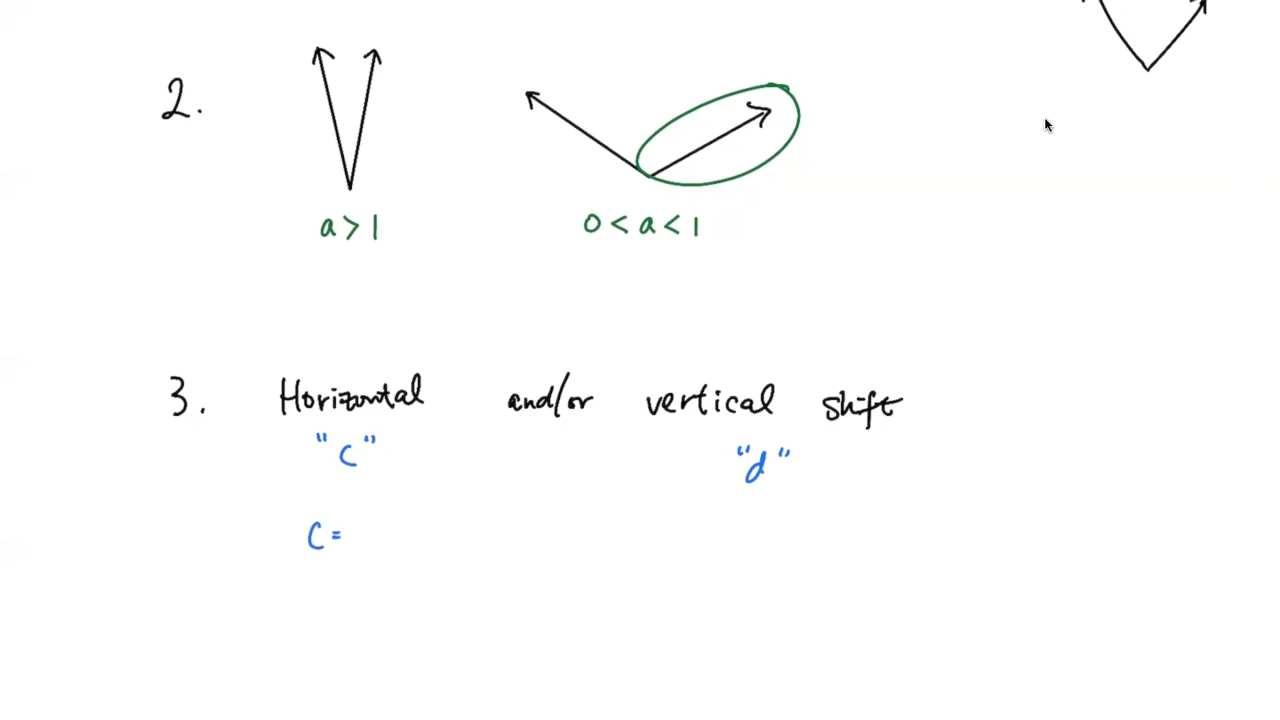 2.
a > 1 0 < a < 1
3. Horizontal and/or vertical shift
"c" "d"
c =